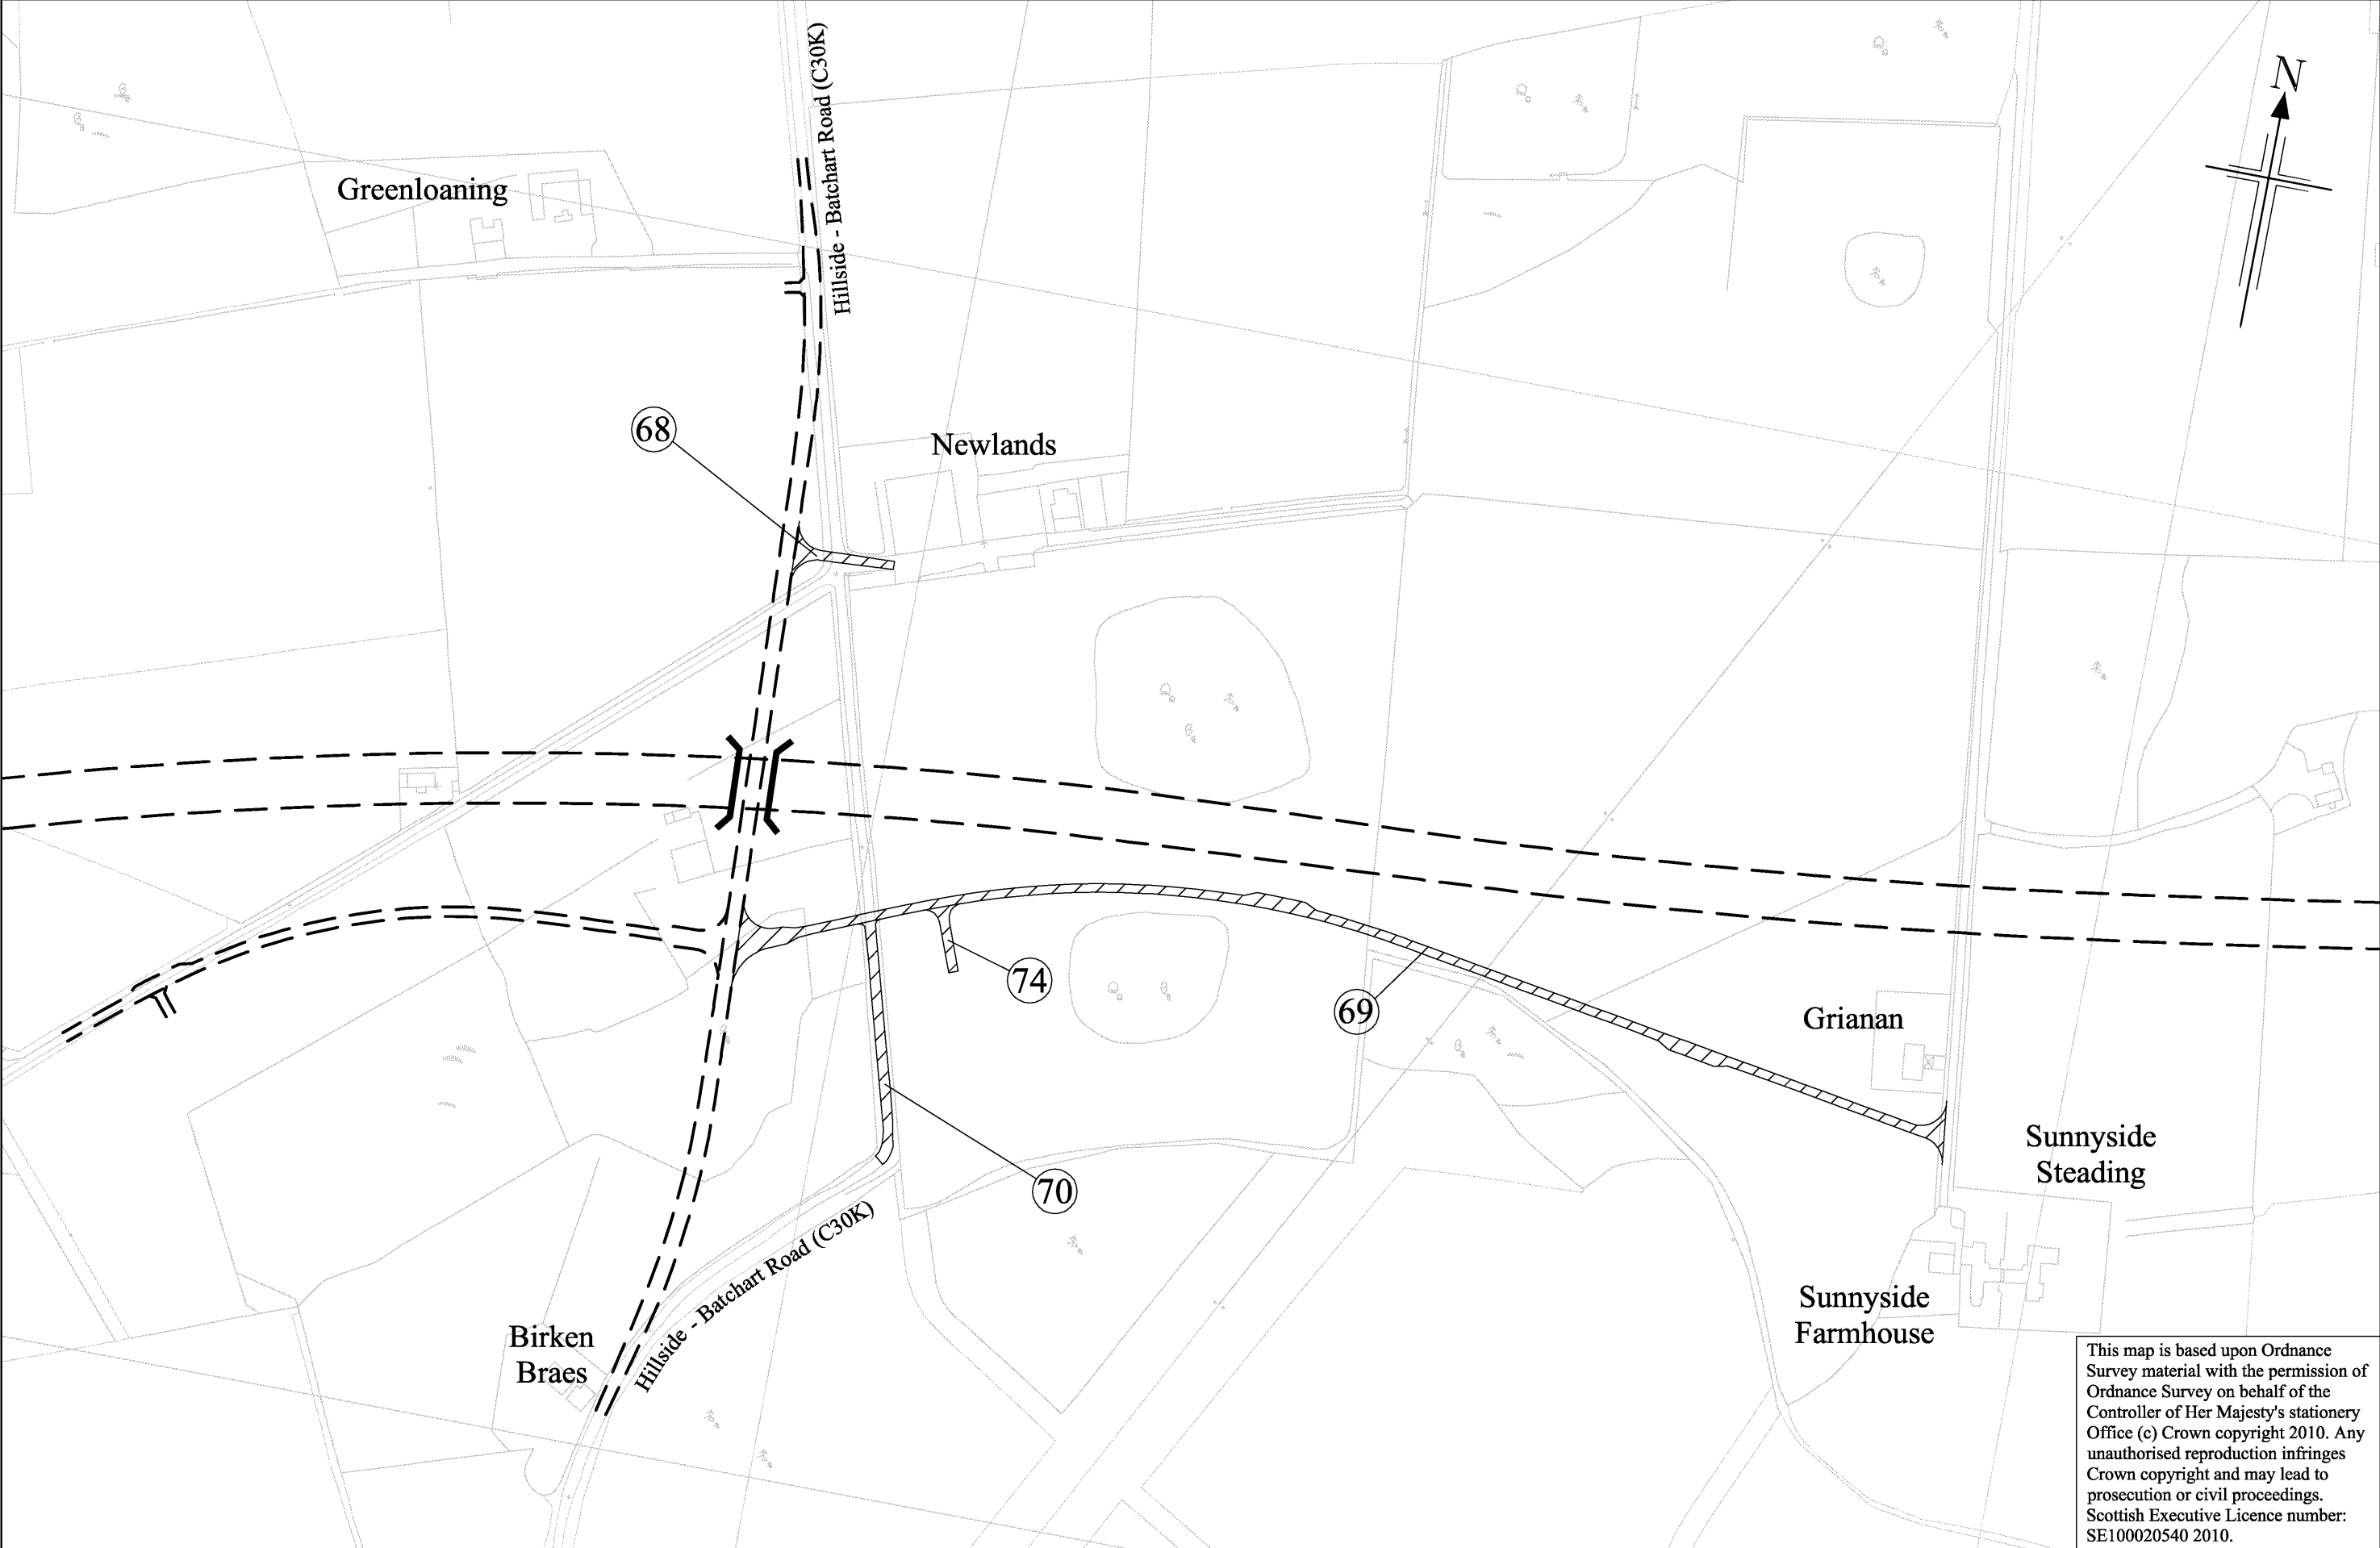 Hillside - Batchart Road (C30K)
N
Greenloaning
68
Newlands
74
69
Grianan
70
Sunnyside
Steading
Hillside - Batchart Road (C30K)
Sunnyside
Farmhouse
Birken
Braes
This map is based upon Ordnance
Survey material with the permission of
Ordnance Survey on behalf of the
Controller of Her Majesty's stationery
Office (c) Crown copyright 2010. Any
unauthorised reproduction infringes
Crown copyright and may lead to
prosecution or civil proceedings.
Scottish Executive Licence number:
SE100020540 2010.